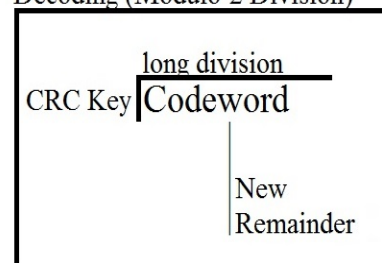 Decoding (Modulo-2 Division)
long division
CRC Key Codeword
New
Remainder